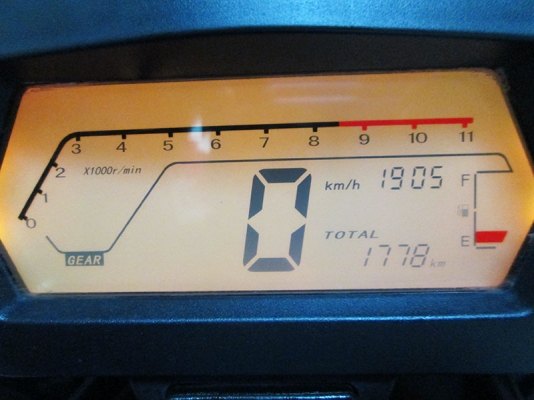 0 1 2 3 4 5 6 7 8 9 10 11
X1000r/min
0 km/h 1905
F
TOTAL
E
1778 km
GEAR